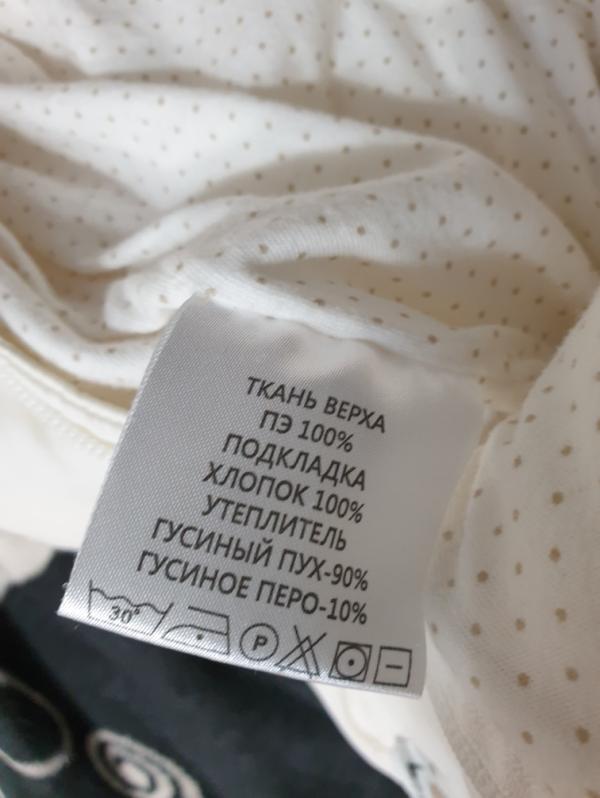 ТКАНЬ ВЕРХА
ПЭ 100%
ПОДКЛАДКА
ХЛОПОК 100%
УТЕПЛИТЕЛЬ
ГУСИНЫЙ ПУХ-90%
ГУСИНОЕ ПЕРО-10%
30° P